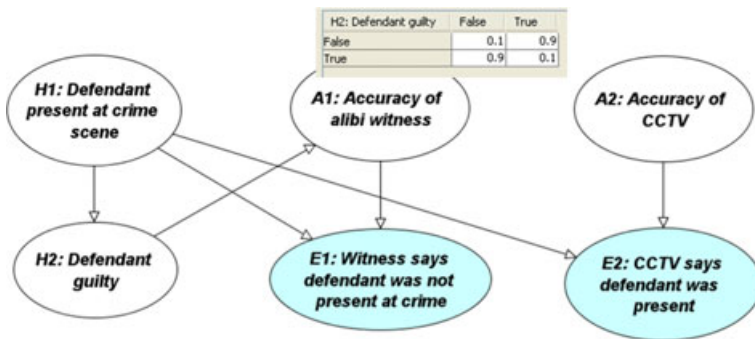 H2: Defendant guilty False True
False 0.1 0.9
True 0.9 0.1
H1: Defendant
present at crime
scene
A1: Accuracy of
alibi witness
A2: Accuracy of
CCTV
H2: Defendant
guilty
E1: Witness says
defendant was not
present at crime
E2: CCTV says
defendant was
present